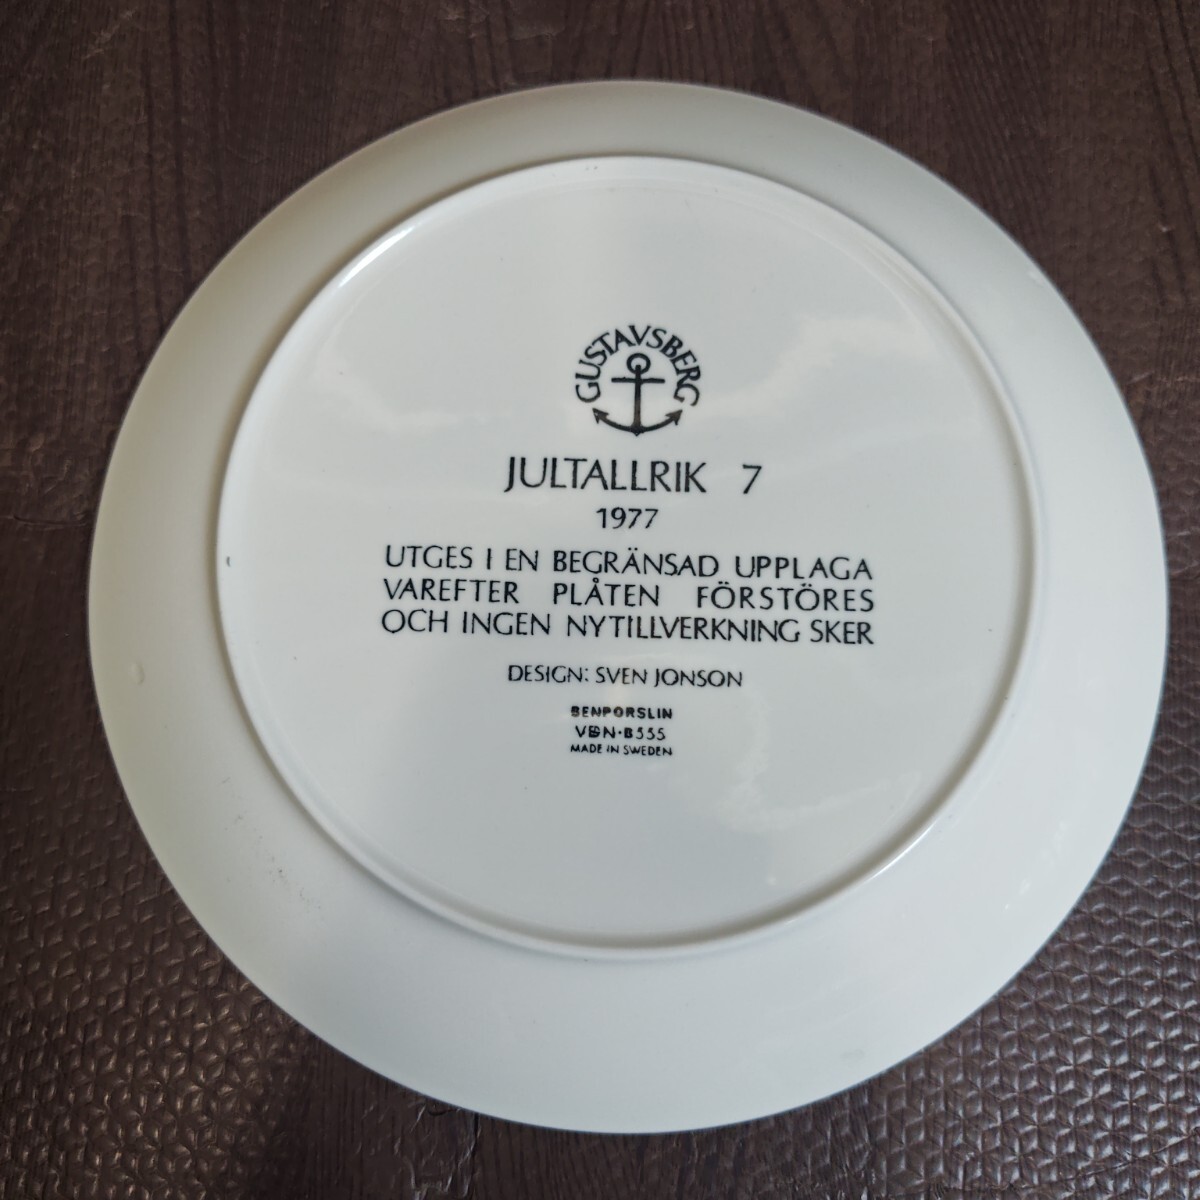 GUSTAVSBERG
JULTALLRIK 7
1977
UTGES I EN BEGRÄNSAD UPPLAGA
VAREFTER PLÅTEN FÖRSTÖRES
OCH INGEN NYTILLVERKNING SKER
DESIGN: SVEN JONSON
BENPORSLIN
VDN-B555
MADE IN SWEDEN